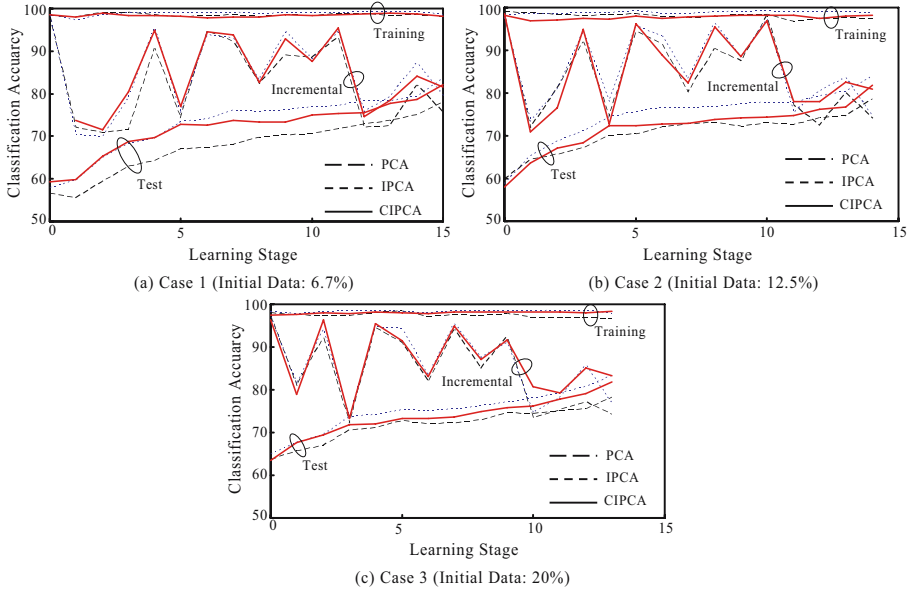 100
90
80
70
60
50
Classification Accuarcy
Training
Incremental
Test
PCA
IPCA
CIPCA
0 5 10 15
Learning Stage
(a) Case 1 (Initial Data: 6.7%)
100
90
80
70
60
50
Classification Accuarcy
Training
Incremental
Test
PCA
IPCA
CIPCA
0 5 10 15
Learning Stage
(b) Case 2 (Initial Data: 12.5%)
100
90
80
70
60
50
Classification Accuarcy
Training
Incremental
Test
PCA
IPCA
CIPCA
0 5 10 15
Learning Stage
(c) Case 3 (Initial Data: 20%)